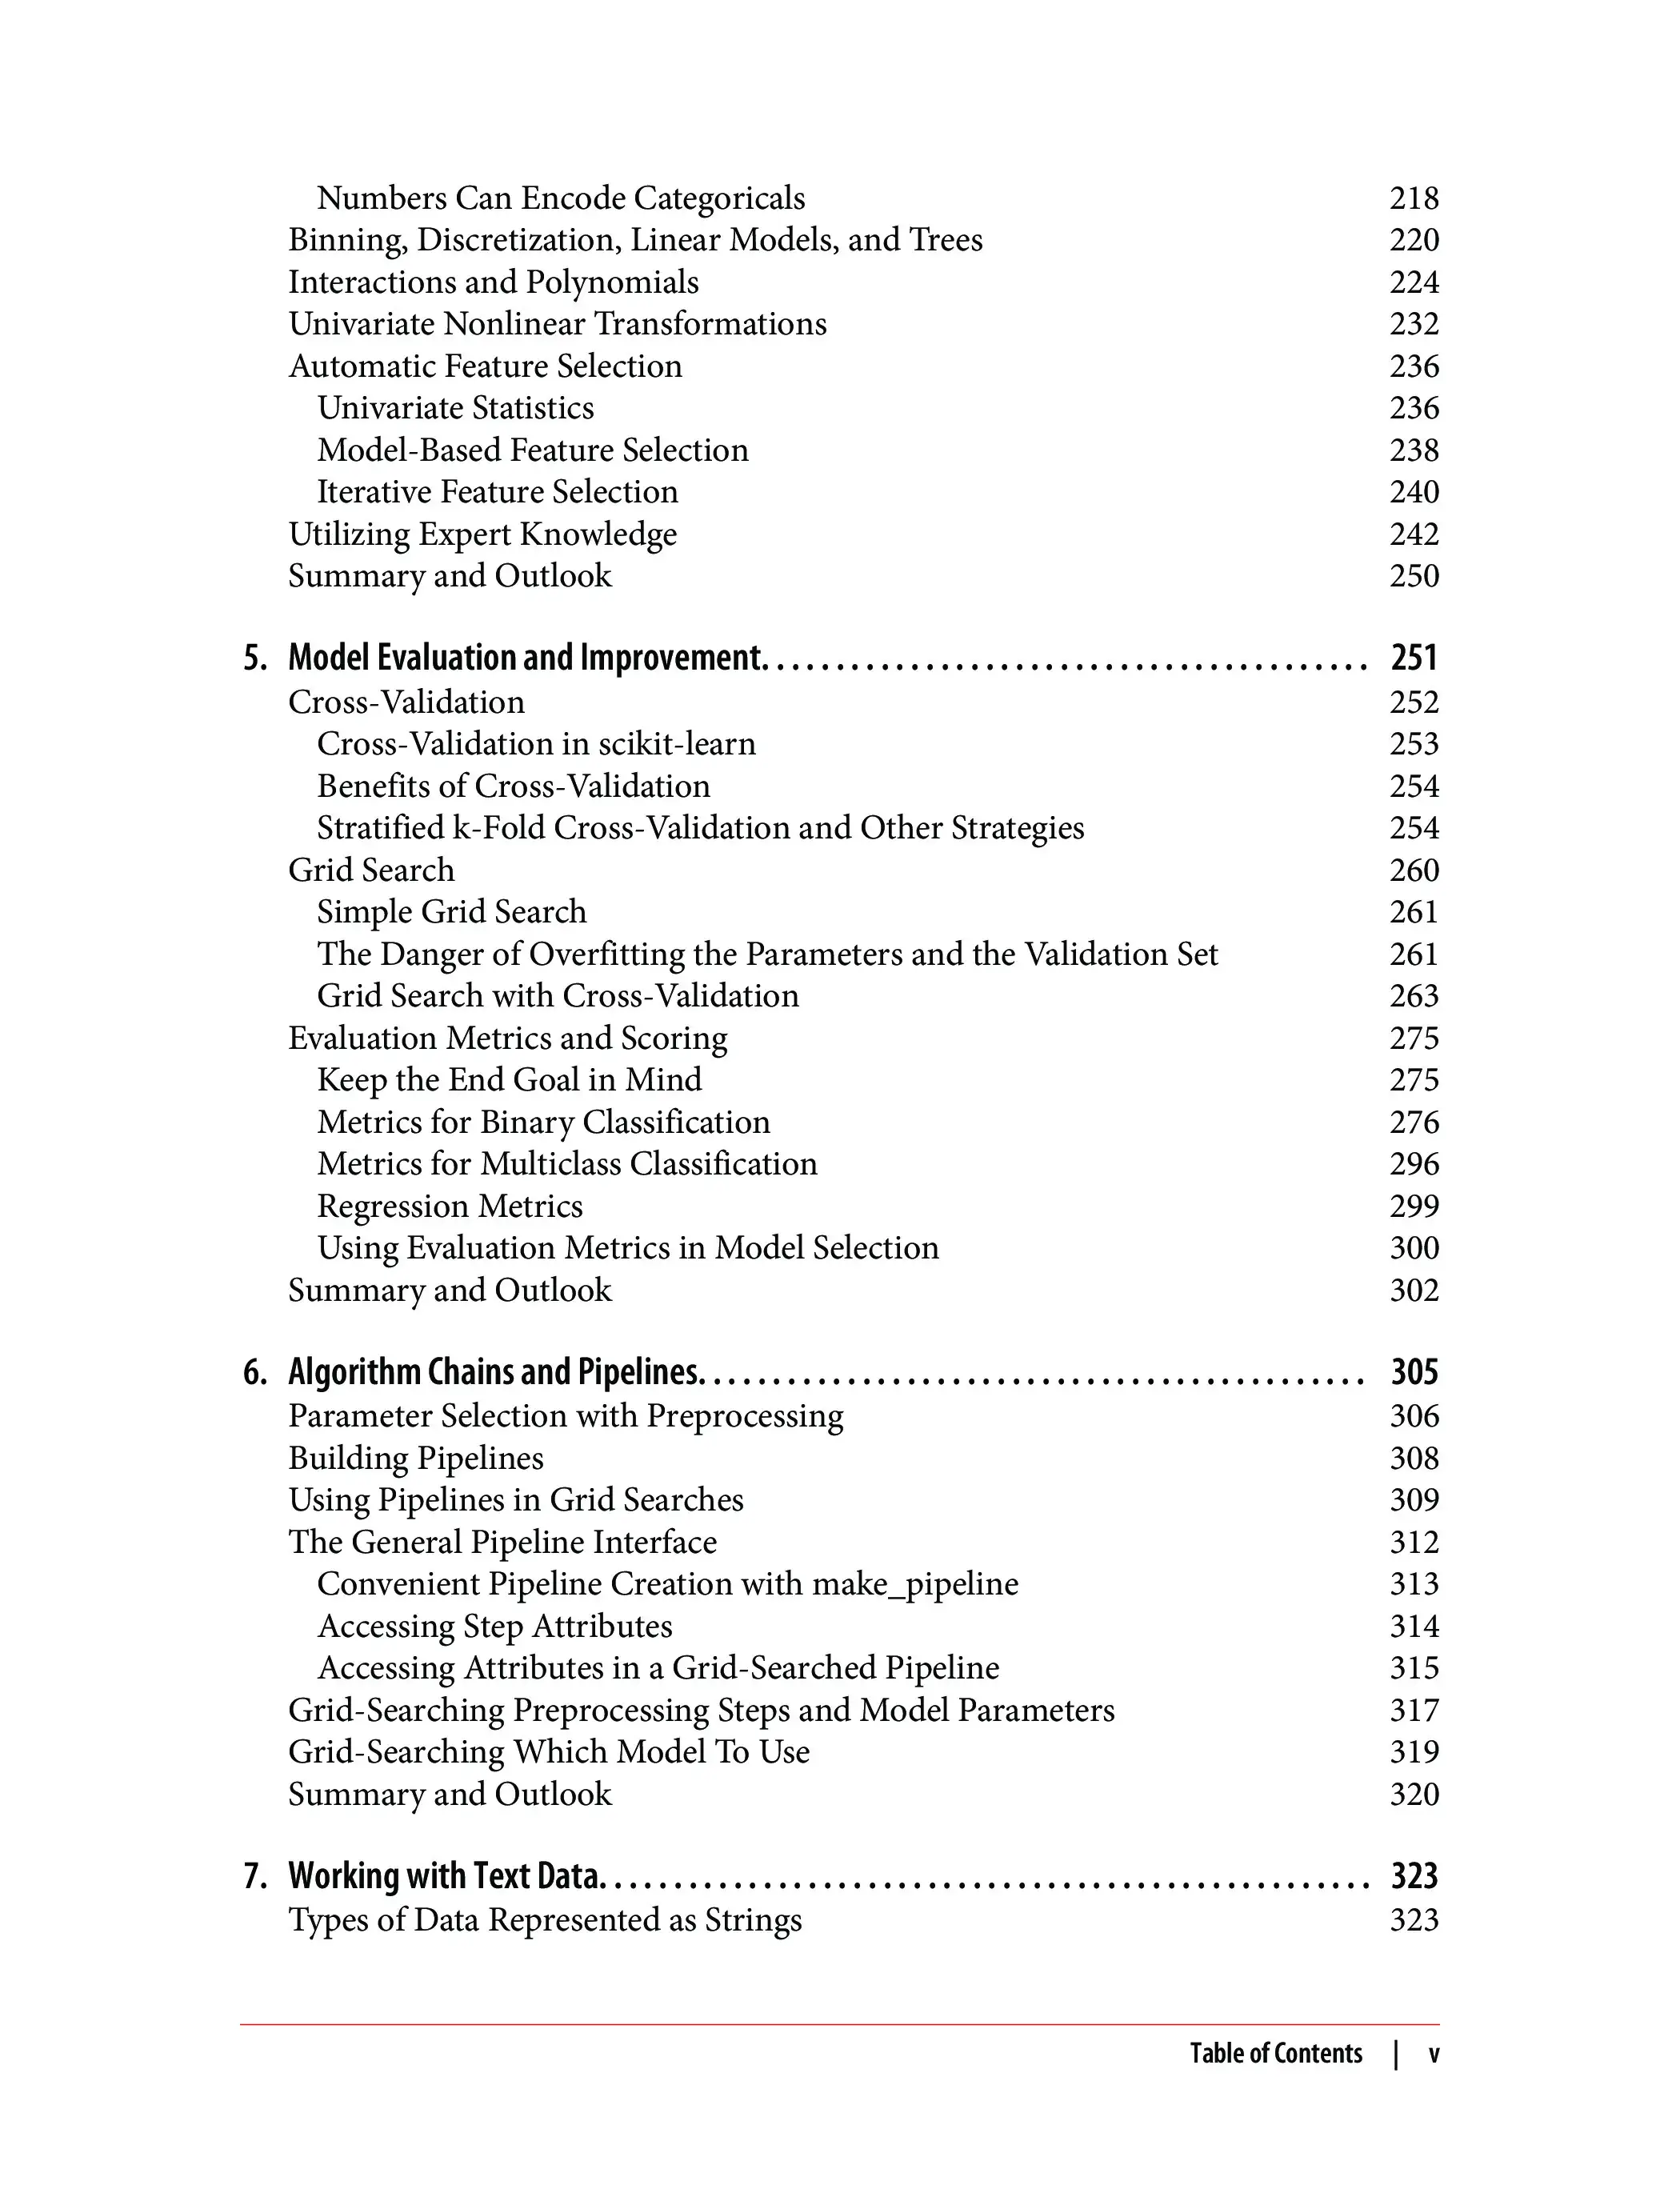 Numbers Can Encode Categoricals 218
Binning, Discretization, Linear Models, and Trees 220
Interactions and Polynomials 224
Univariate Nonlinear Transformations 232
Automatic Feature Selection 236
Univariate Statistics 236
Model-Based Feature Selection 238
Iterative Feature Selection 240
Utilizing Expert Knowledge 242
Summary and Outlook 250
5. Model Evaluation and Improvement. . . . . . . . . . . . . . . . . . . . . . . . . . . . . . . . . . . . . . . . . 251
Cross-Validation 252
Cross-Validation in scikit-learn 253
Benefits of Cross-Validation 254
Stratified k-Fold Cross-Validation and Other Strategies 254
Grid Search 260
Simple Grid Search 261
The Danger of Overfitting the Parameters and the Validation Set 261
Grid Search with Cross-Validation 263
Evaluation Metrics and Scoring 275
Keep the End Goal in Mind 275
Metrics for Binary Classification 276
Metrics for Multiclass Classification 296
Regression Metrics 299
Using Evaluation Metrics in Model Selection 300
Summary and Outlook 302
6. Algorithm Chains and Pipelines. . . . . . . . . . . . . . . . . . . . . . . . . . . . . . . . . . . . . . . . . . . . . 305
Parameter Selection with Preprocessing 306
Building Pipelines 308
Using Pipelines in Grid Searches 309
The General Pipeline Interface 312
Convenient Pipeline Creation with make_pipeline 313
Accessing Step Attributes 314
Accessing Attributes in a Grid-Searched Pipeline 315
Grid-Searching Preprocessing Steps and Model Parameters 317
Grid-Searching Which Model To Use 319
Summary and Outlook 320
7. Working with Text Data. . . . . . . . . . . . . . . . . . . . . . . . . . . . . . . . . . . . . . . . . . . . . . . . . . . . 323
Types of Data Represented as Strings 323
Table of Contents | v